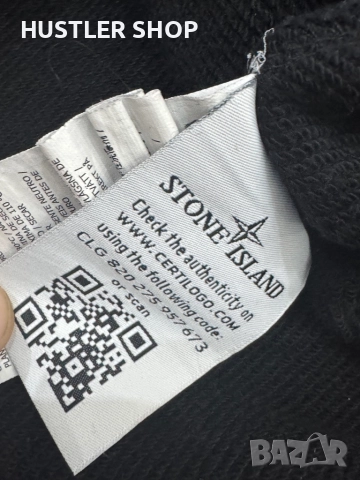 HUSTLER SHOP
STONE ISLAND
Check the authenticity on
WWW.CERTILOGO.COM
using the following code:
CLG 820 275 957 673
or scan
BAZAR